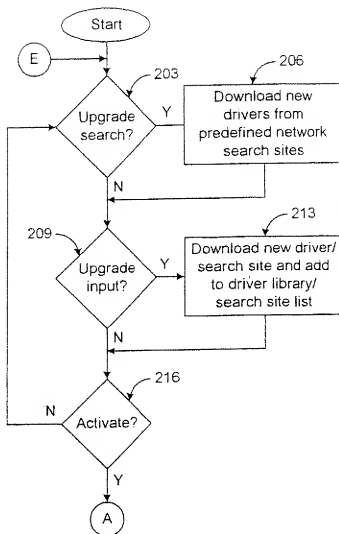 Start
E
203
206
Upgrade
search?
Y
Download new
drivers from
predefined network
search sites
N
209
213
Upgrade
input?
Y
Download new driver/
search site and add
to driver library/
search site list
N
216
N
Activate?
Y
A